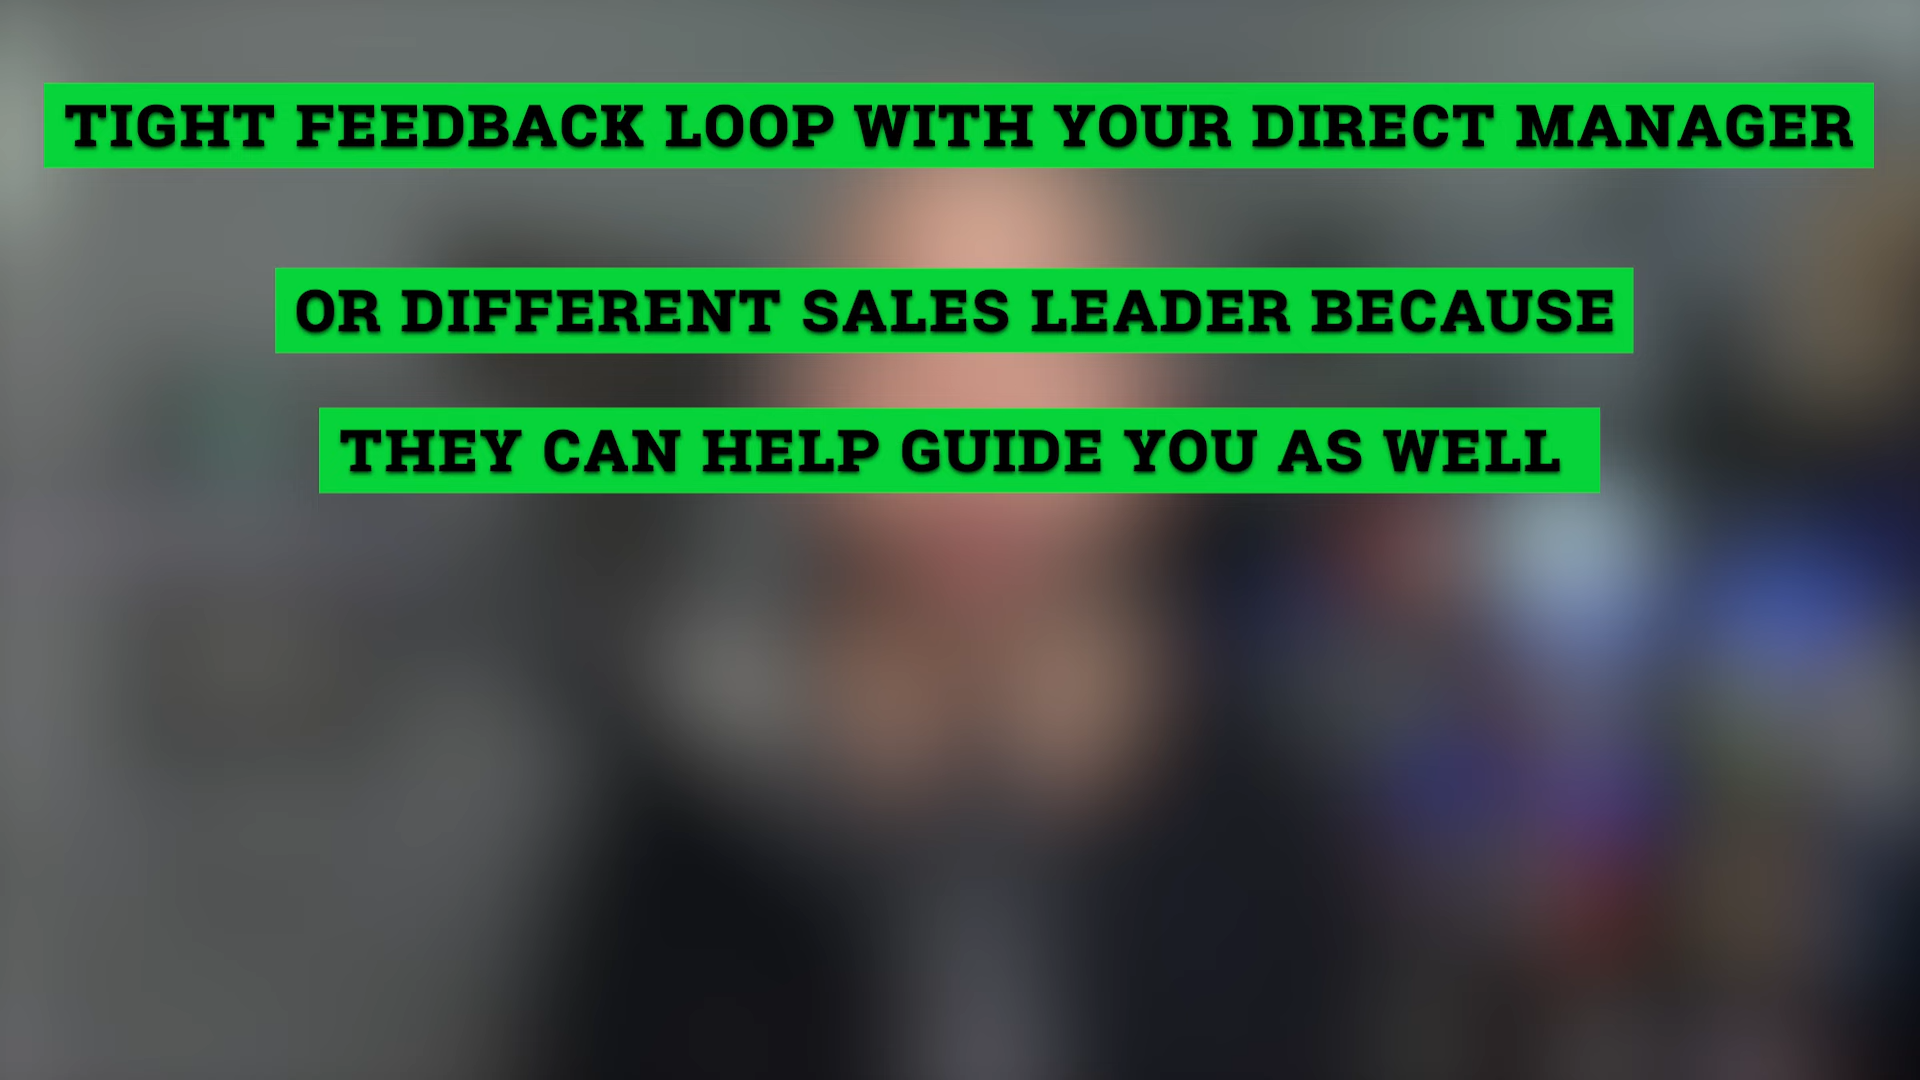 TIGHT FEEDBACK LOOP WITH YOUR DIRECT MANAGER
OR DIFFERENT SALES LEADER BECAUSE
THEY CAN HELP GUIDE YOU AS WELL